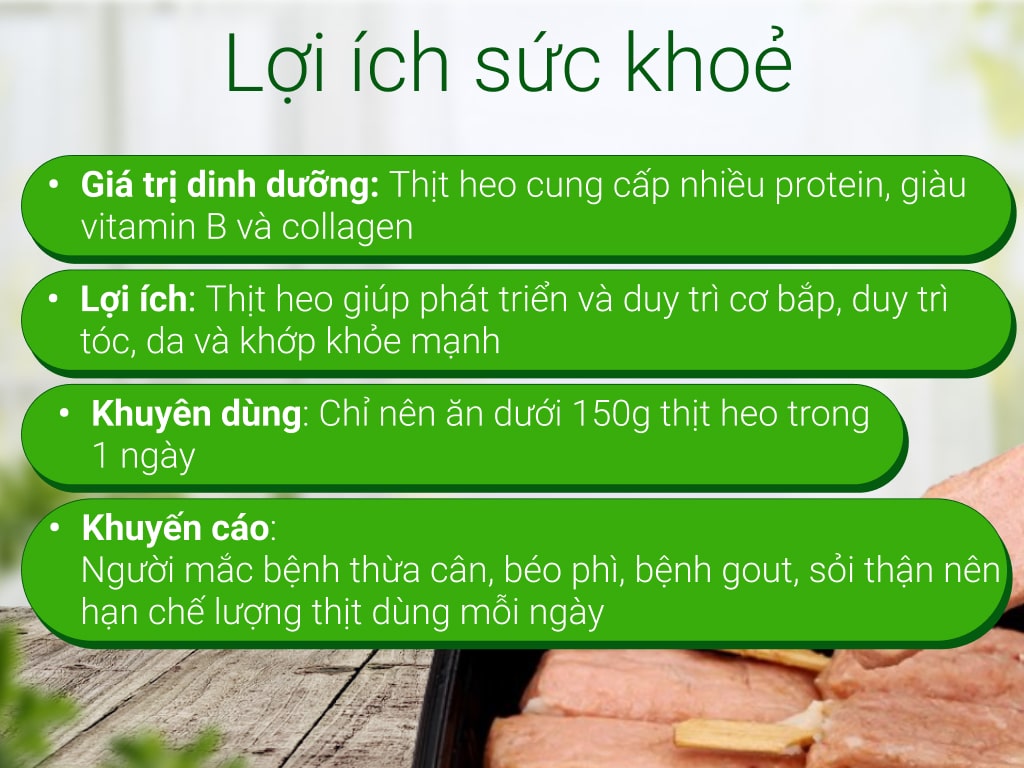 Lợi ích sức khoẻ
• Giá trị dinh dưỡng: Thịt heo cung cấp nhiều protein, giàu
vitamin B và collagen
• Lợi ích: Thịt heo giúp phát triển và duy trì cơ bắp, duy trì
tóc, da và khớp khỏe mạnh
• Khuyên dùng: Chỉ nên ăn dưới 150g thịt heo trong
1 ngày
• Khuyến cáo:
Người mắc bệnh thừa cân, béo phì, bệnh gout, sỏi thận nên
hạn chế lượng thịt dùng mỗi ngày